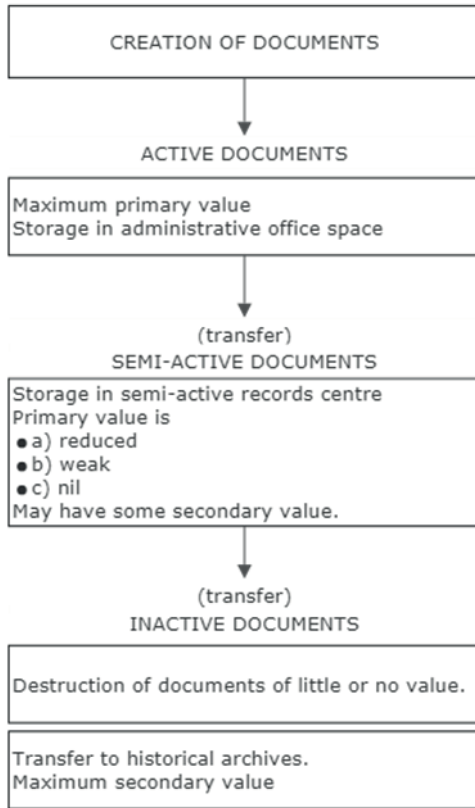 CREATION OF DOCUMENTS
ACTIVE DOCUMENTS
Maximum primary value
Storage in administrative office space
(transfer)
SEMI-ACTIVE DOCUMENTS
Storage in semi-active records centre
Primary value is
● a) reduced
● b) weak
● c) nil
May have some secondary value.
(transfer)
INACTIVE DOCUMENTS
Destruction of documents of little or no value.
Transfer to historical archives.
Maximum secondary value